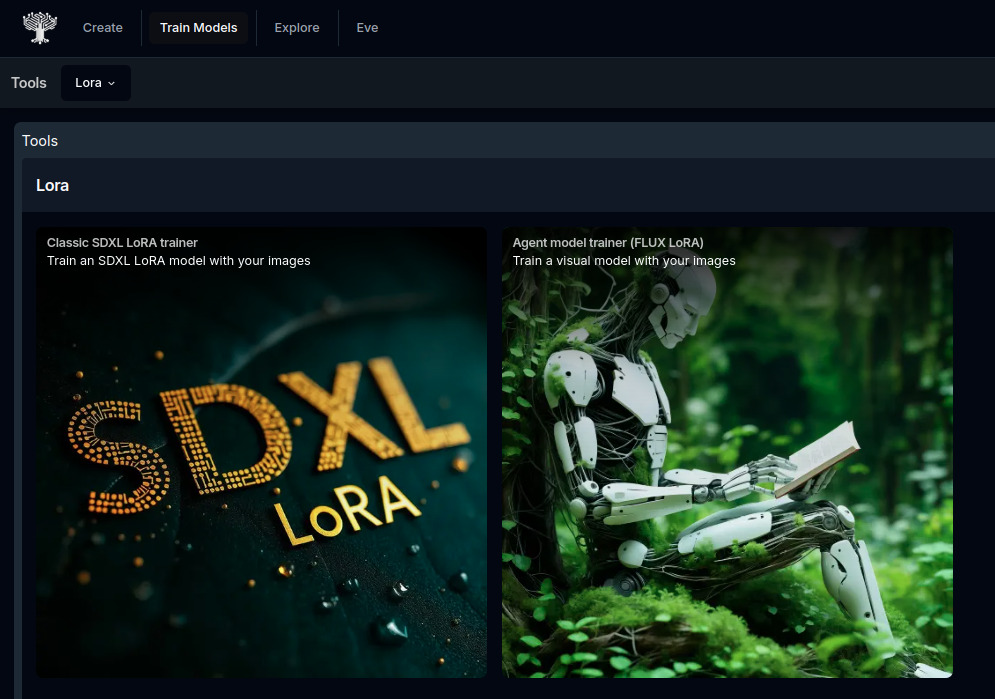 Create
Train Models
Explore
Eve
Tools
Lora
Tools
Lora
Classic SDXL LoRA trainer
Train an SDXL LoRA model with your images
SDXL
LoRA
Agent model trainer (FLUX LoRA)
Train a visual model with your images